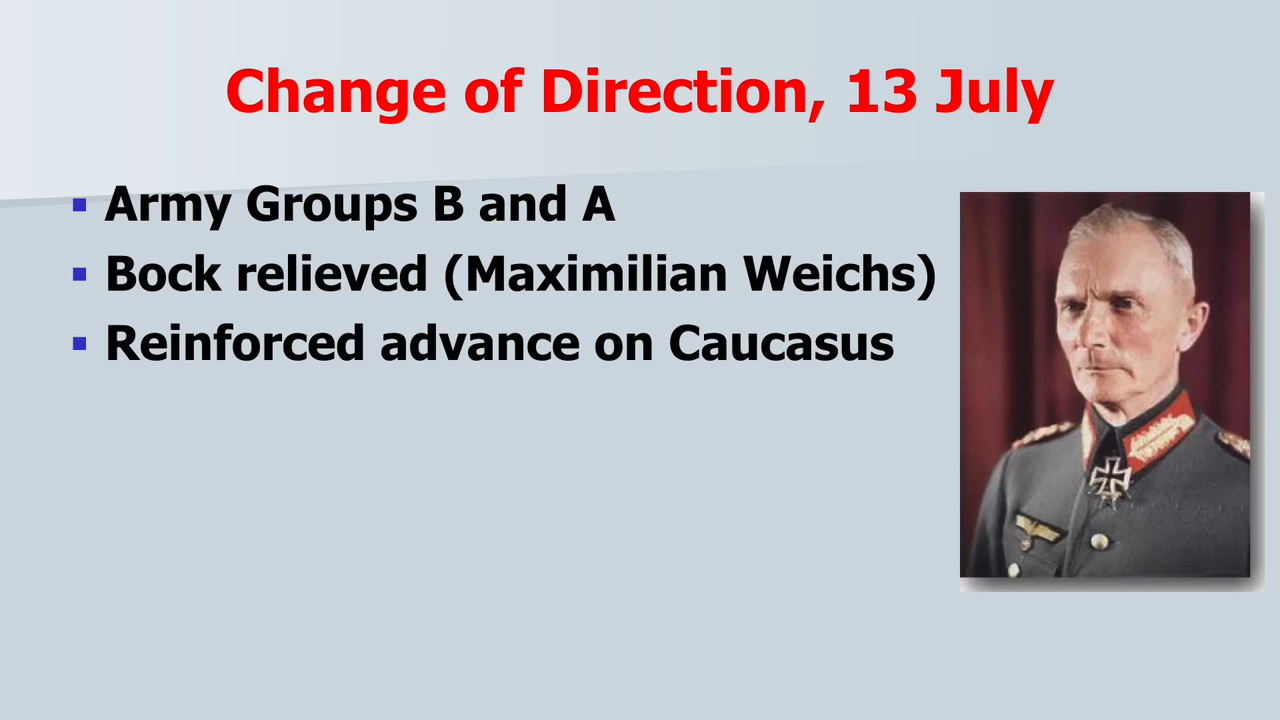 Change of Direction, 13 July
Army Groups B and A
Bock relieved (Maximilian Weichs)
Reinforced advance on Caucasus